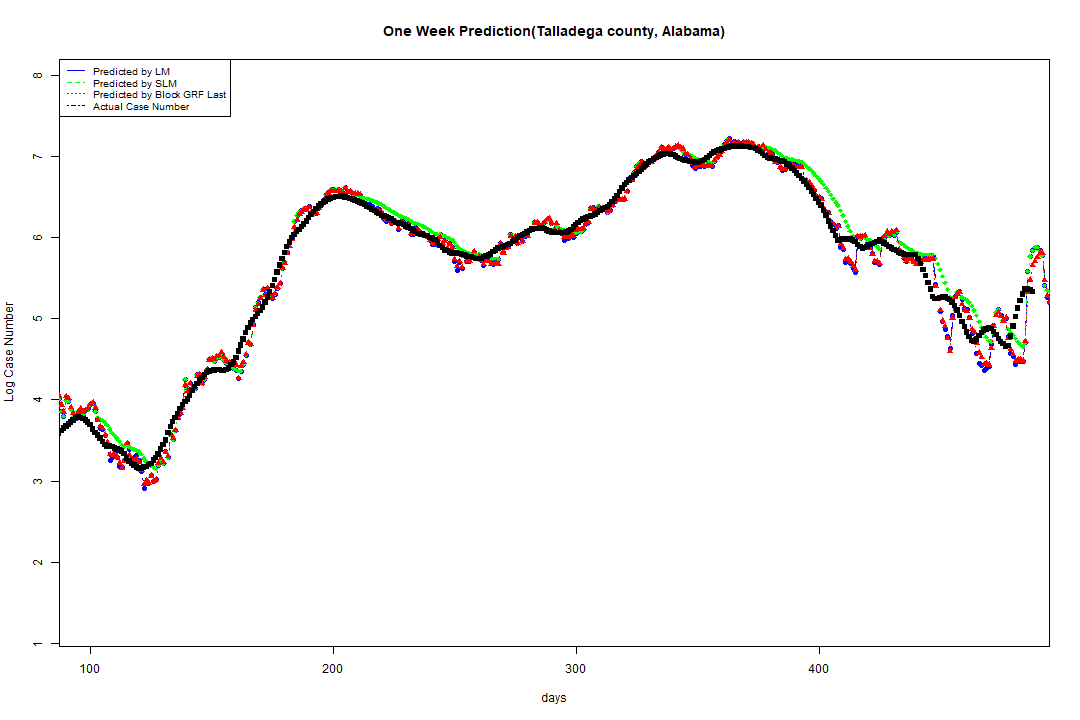 One Week Prediction(Talladega county, Alabama)
Predicted by LM
Predicted by SLM
Predicted by Block GRF Last
Actual Case Number
8
7
6
5
4
3
2
1
Log Case Number
100 200 300 400
days